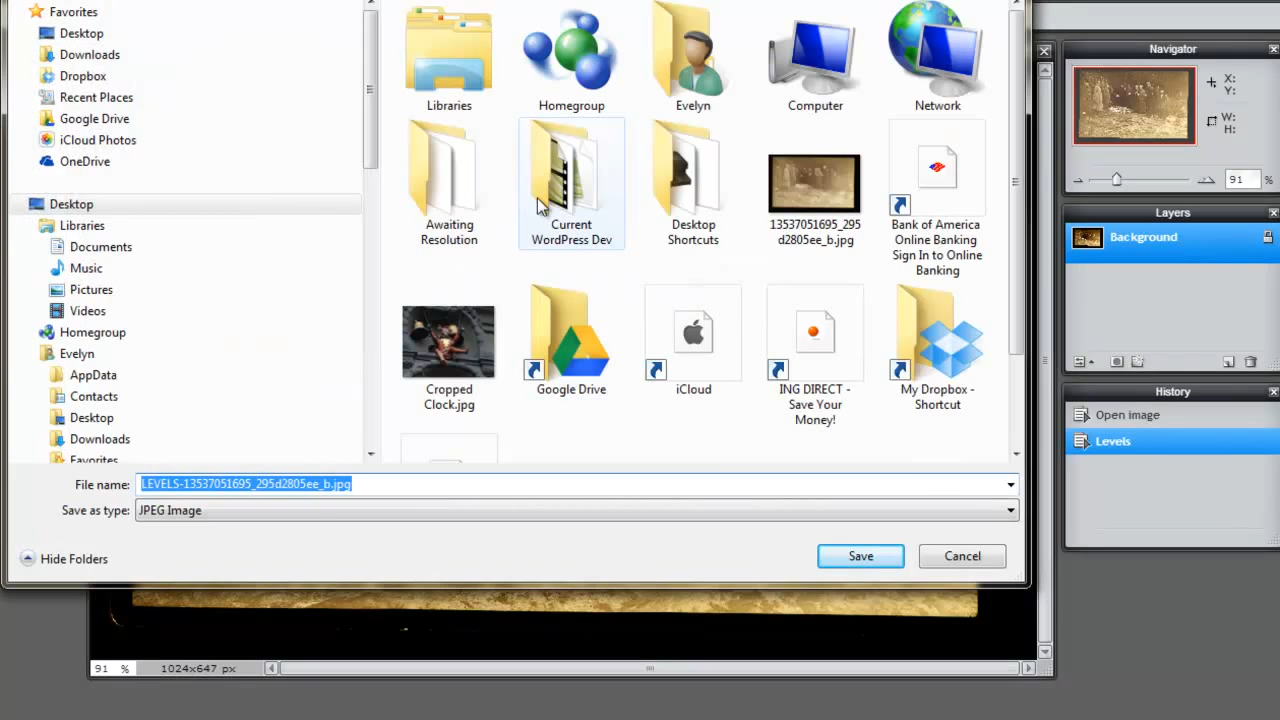 Favorites
Desktop
Downloads
Dropbox
Recent Places
Google Drive
iCloud Photos
OneDrive
Desktop
Libraries
Documents
Music
Pictures
Videos
Homegroup
Evelyn
AppData
Contacts
Desktop
Downloads
Favorites
Libraries
Homegroup
Evelyn
Computer
Network
Awaiting
Resolution
Current
WordPress Dev
Desktop
Shortcuts
13537051695_295
d2805ee_b.jpg
Bank of America
Online Banking
Sign In to Online
Banking
Cropped
Clock.jpg
Google Drive
iCloud
ING DIRECT -
Save Your
Money!
My Dropbox -
Shortcut
File name: LEVELS-13537051695_295d2805ee_b.jpg
Save as type: JPEG Image
Hide Folders
Save
Cancel
91 %
1024x647 px
Navigator
X:
Y:
W:
H:
91 %
Layers
Background
History
Open image
Levels